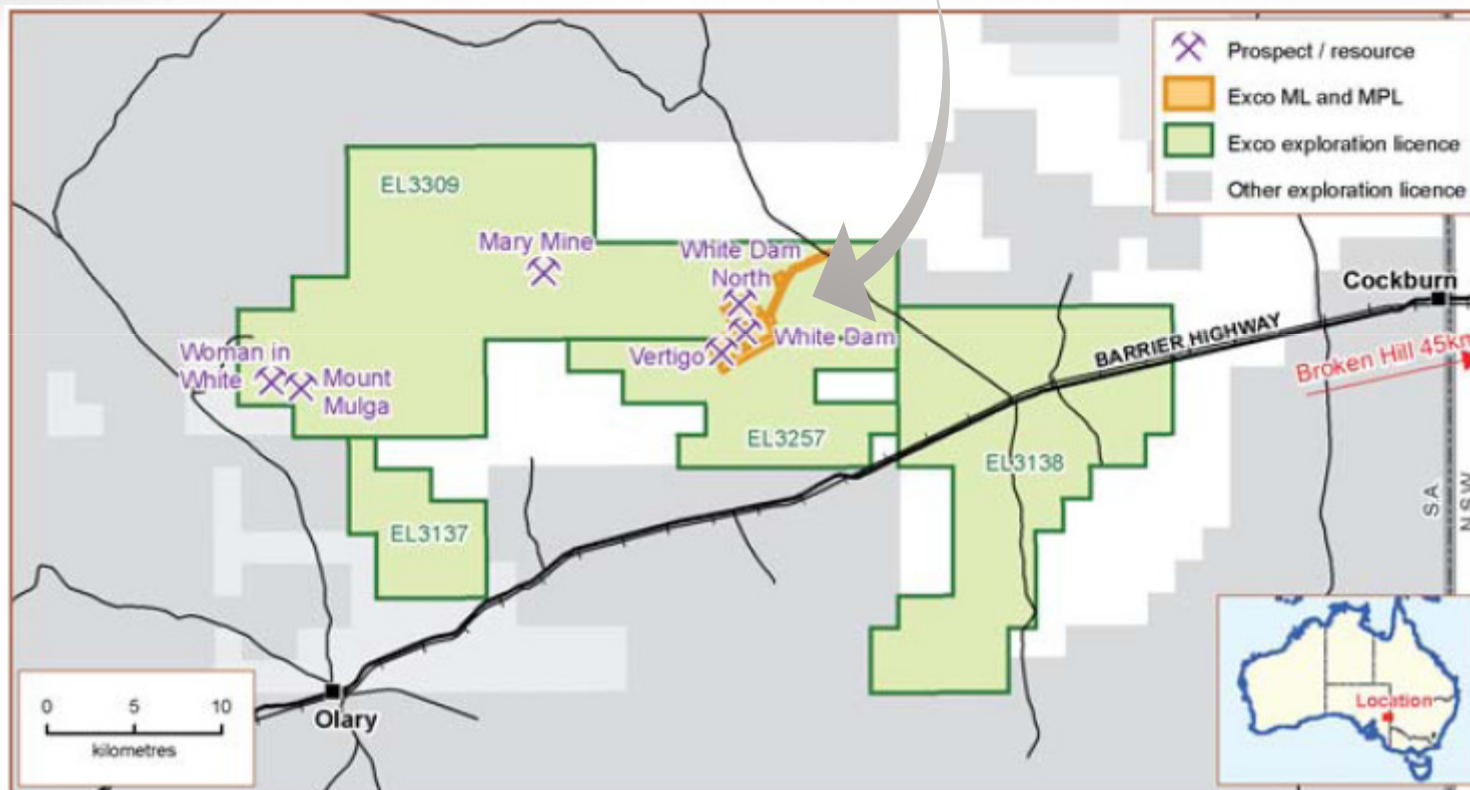 Prospect / resource
Exco ML and MPL
Exco exploration licence
Other exploration licence
EL3309
Mary Mine
White Dam
North
White Dam
Vertigo
Woman in
White
Mount
Mulga
EL3257
EL3138
EL3137
BARRIER HIGHWAY
Cockburn
Broken Hill 45km
SA
NSW
Olary
0 5 10
kilometres
Location